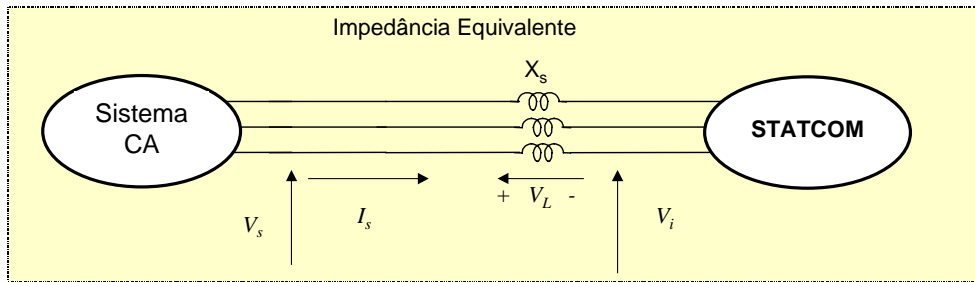 Impedância Equivalente
Xs
Sistema
CA
STATCOM
+ VL -
Vs
Is
Vi